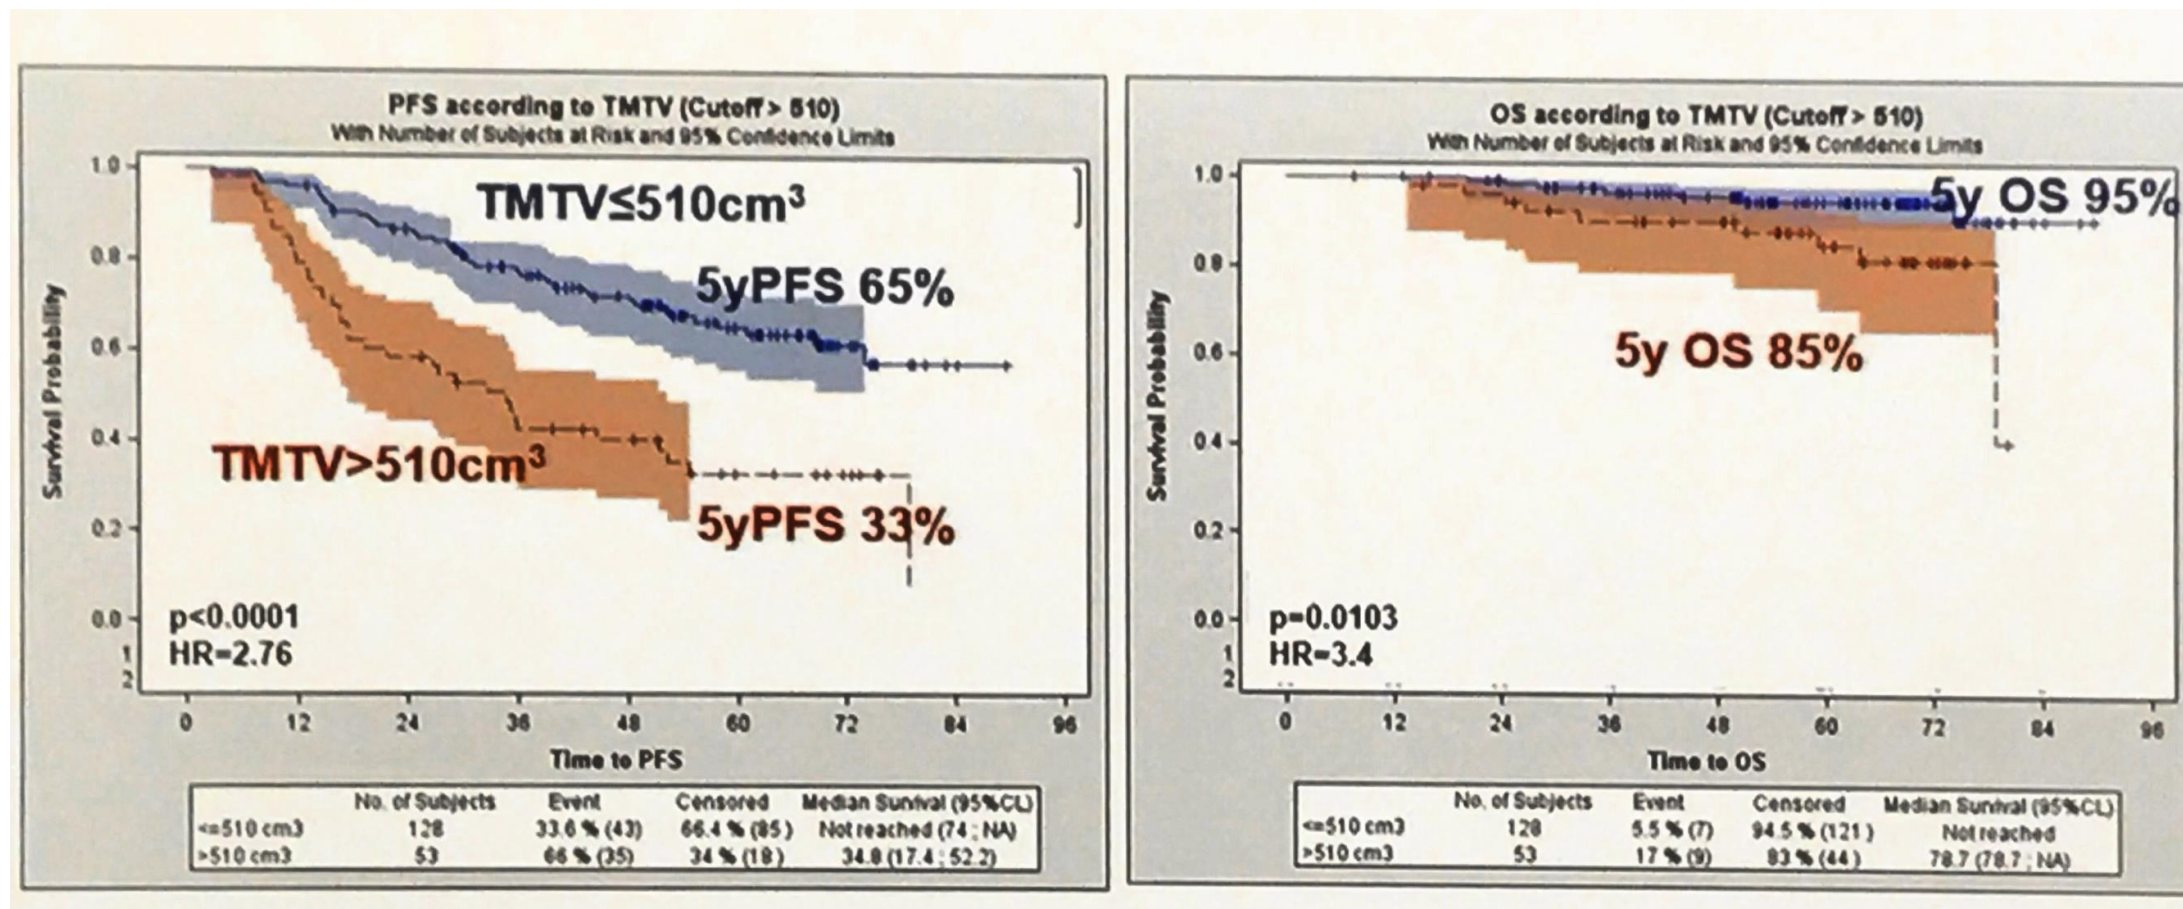 PFS according to TMTV (Cutoff > 510)
With Number of Subjects at Risk and 95% Confidence Limits
TMTV≤510cm³
5yPFS 65%
TMTV>510cm³
5yPFS 33%
p<0.0001
HR=2.76
Survival Probability
1.0
0.8
0.6
0.4
0.2
0.0
1
2
0 12 24 36 48 60 72 84 96
Time to PFS
No. of Subjects Event Censored Median Survival (95%CL)
<=510 cm3 128 33.6 % (43) 66.4 % (85) Not reached (74 ; NA)
>510 cm3 53 66 % (35) 34 % (18) 34.8 (17.4 ; 52.2)
OS according to TMTV (Cutoff > 510)
With Number of Subjects at Risk and 95% Confidence Limits
5y OS 95%
5y OS 85%
p=0.0103
HR=3.4
Survival Probability
1.0
0.8
0.6
0.4
0.2
0.0
1
2
0 12 24 36 48 60 72 84 96
Time to OS
No. of Subjects Event Censored Median Survival (95%CL)
<=510 cm3 128 5.5 % (7) 94.5 % (121) Not reached
>510 cm3 53 17 % (9) 83 % (44) 78.7 (78.7 ; NA)